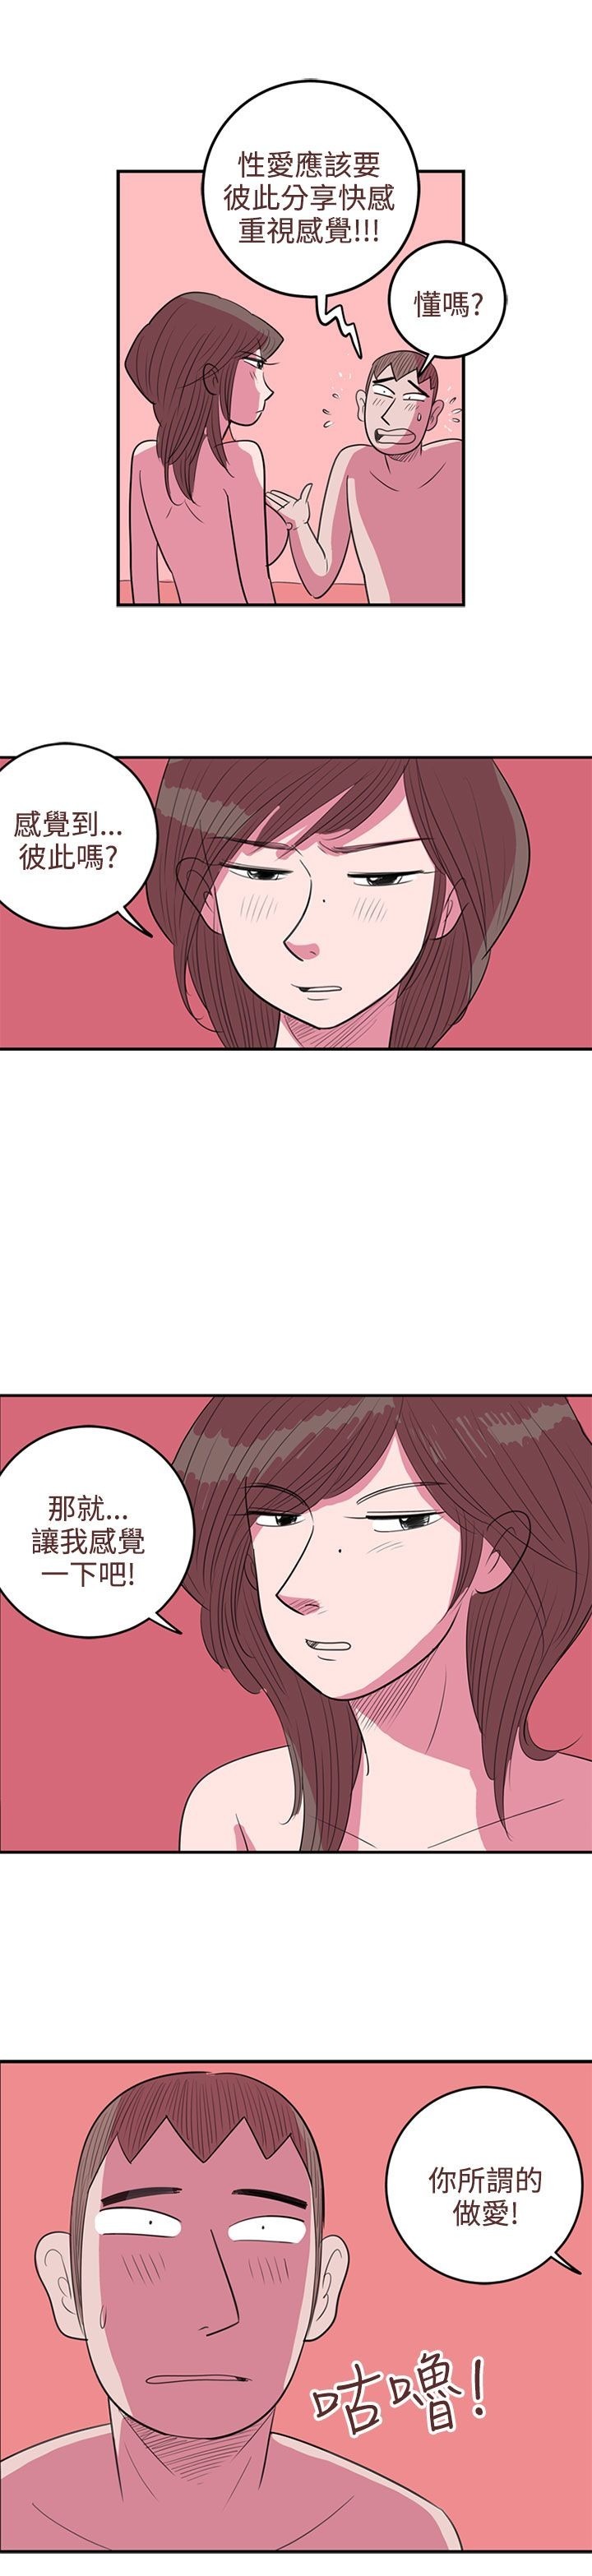 性愛應該要
彼此分享快感
重視感覺!!!
懂嗎?
感覺到...
彼此嗎?
那就...
讓我感覺
一下吧!
你所謂的
做愛!
咕嚕!